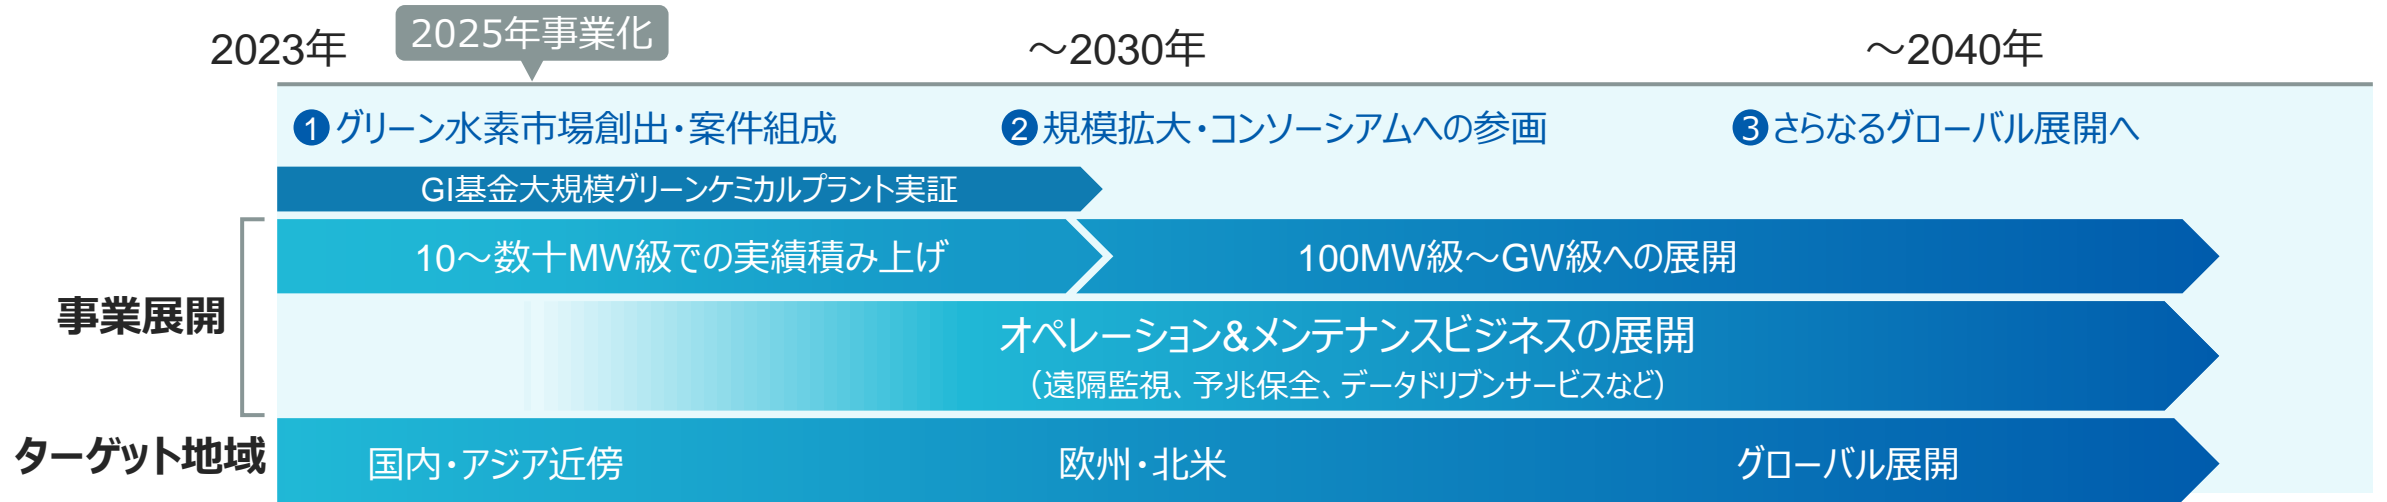 2023年
2025年事業化
～2030年
～2040年
❶グリーン水素市場創出・案件組成
❷規模拡大・コンソーシアムへの参画
❸さらなるグローバル展開へ
GI基金大規模グリーンケミカルプラント実証
事業展開
10～数十MW級での実績積み上げ
100MW級～GW級への展開
オペレーション&メンテナンスビジネスの展開
（遠隔監視、予兆保全、データドリブンサービスなど）
ターゲット地域
国内・アジア近傍
欧州・北米
グローバル展開